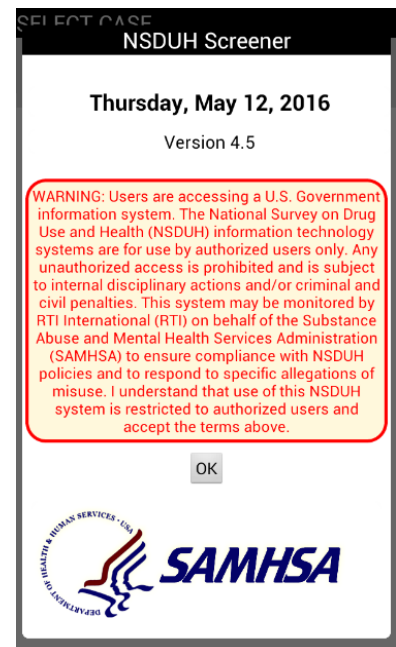 SELECT CASE
NSDUH Screener
Thursday, May 12, 2016
Version 4.5
WARNING: Users are accessing a U.S. Government
information system. The National Survey on Drug
Use and Health (NSDUH) information technology
systems are for use by authorized users only. Any
unauthorized access is prohibited and is subject
to internal disciplinary actions and/or criminal and
civil penalties. This system may be monitored by
RTI International (RTI) on behalf of the Substance
Abuse and Mental Health Services Administration
(SAMHSA) to ensure compliance with NSDUH
policies and to respond to specific allegations of
misuse. I understand that use of this NSDUH
system is restricted to authorized users and
accept the terms above.
OK
DEPARTMENT OF HEALTH & HUMAN SERVICES · USA
SAMHSA